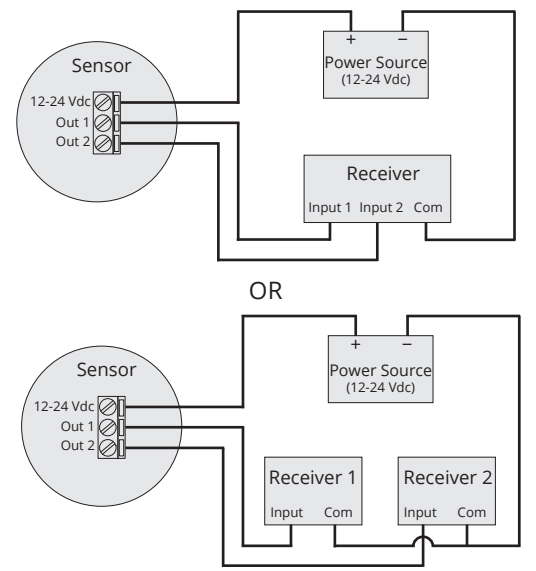 Sensor
12-24 Vdc
Out 1
Out 2
+ −
Power Source
(12-24 Vdc)
Receiver
Input 1 Input 2 Com
OR
Sensor
12-24 Vdc
Out 1
Out 2
+ −
Power Source
(12-24 Vdc)
Receiver 1
Input Com
Receiver 2
Input Com